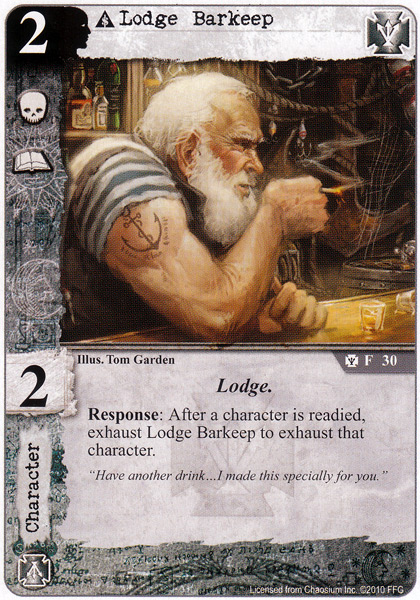 2
Lodge Barkeep
Illus. Tom Garden
F 30
2
Lodge.
Response: After a character is readied,
exhaust Lodge Barkeep to exhaust that
character.
“Have another drink…I made this specially for you.”
Character
Licensed from Chaosium Inc. ©2010 FFG